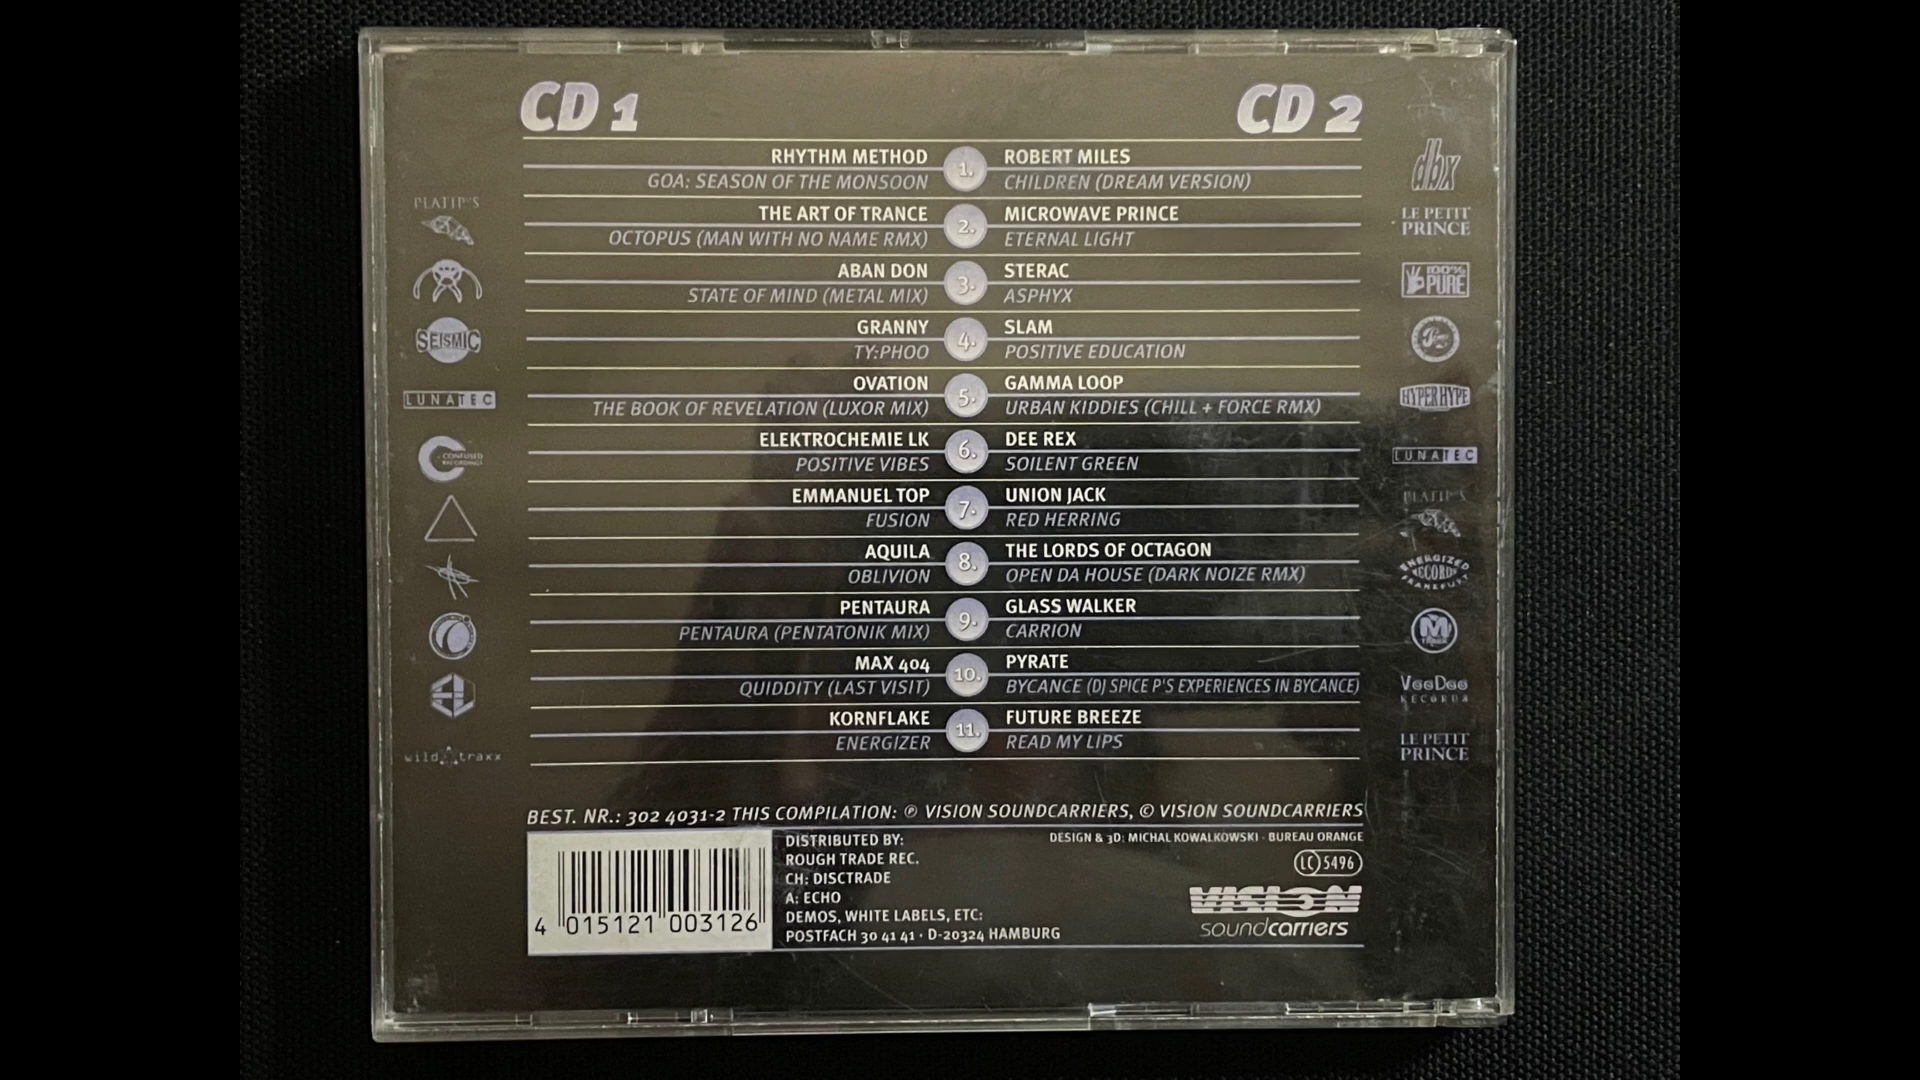 CD 1
CD 2
RHYTHM METHOD 1. ROBERT MILES
GOA: SEASON OF THE MONSOON CHILDREN (DREAM VERSION)
THE ART OF TRANCE 2. MICROWAVE PRINCE
OCTOPUS (MAN WITH NO NAME RMX) ETERNAL LIGHT
ABAN DON 3. STERAC
STATE OF MIND (METAL MIX) ASPHYX
GRANNY 4. SLAM
TY:PHOO POSITIVE EDUCATION
OVATION 5. GAMMA LOOP
THE BOOK OF REVELATION (LUXOR MIX) URBAN KIDDIES (CHILL + FORCE RMX)
ELEKTROCHEMIE LK 6. DEE REX
POSITIVE VIBES SOILENT GREEN
EMMANUEL TOP 7. UNION JACK
FUSION RED HERRING
AQUILA 8. THE LORDS OF OCTAGON
OBLIVION OPEN DA HOUSE (DARK NOIZE RMX)
PENTAURA 9. GLASS WALKER
PENTAURA (PENTATONIK MIX) CARRION
MAX 404 10. PYRATE
QUIDDITY (LAST VISIT) BYCANCE (DJ SPICE P'S EXPERIENCES IN BYCANCE)
KORNFLAKE 11. FUTURE BREEZE
ENERGIZER READ MY LIPS
SEISMIC
LUNATEC
CONFUSED
RECORDINGS
wild traxx
dbx
LE PETIT
PRINCE
100%
PURE
HYPER HYPE
LUNATEC
ENERGIZED
RECORDS
FRANKFURT
M
VooDoo
RECORDS
LE PETIT
PRINCE
BEST. NR.: 302 4031-2 THIS COMPILATION: ℗ VISION SOUNDCARRIERS, © VISION SOUNDCARRIERS
DISTRIBUTED BY:
ROUGH TRADE REC.
CH: DISCTRADE
A: ECHO
DEMOS, WHITE LABELS, ETC:
POSTFACH 30 41 41 · D-20324 HAMBURG
DESIGN & 3D: MICHAL KOWALKOWSKI - BUREAU ORANGE
LC 5496
VISION
soundcarriers
4 015121 003126